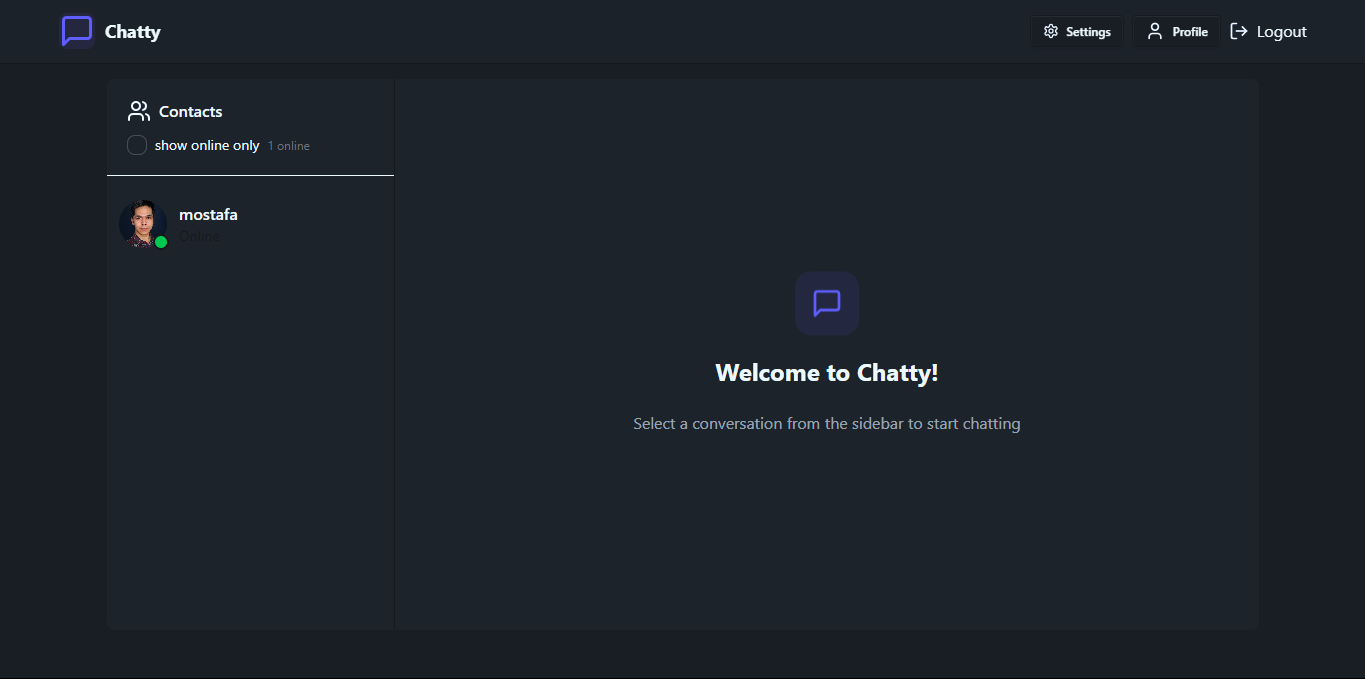 Chatty
Settings Profile Logout
Contacts
show online only 1 online
mostafa
Online
Welcome to Chatty!
Select a conversation from the sidebar to start chatting